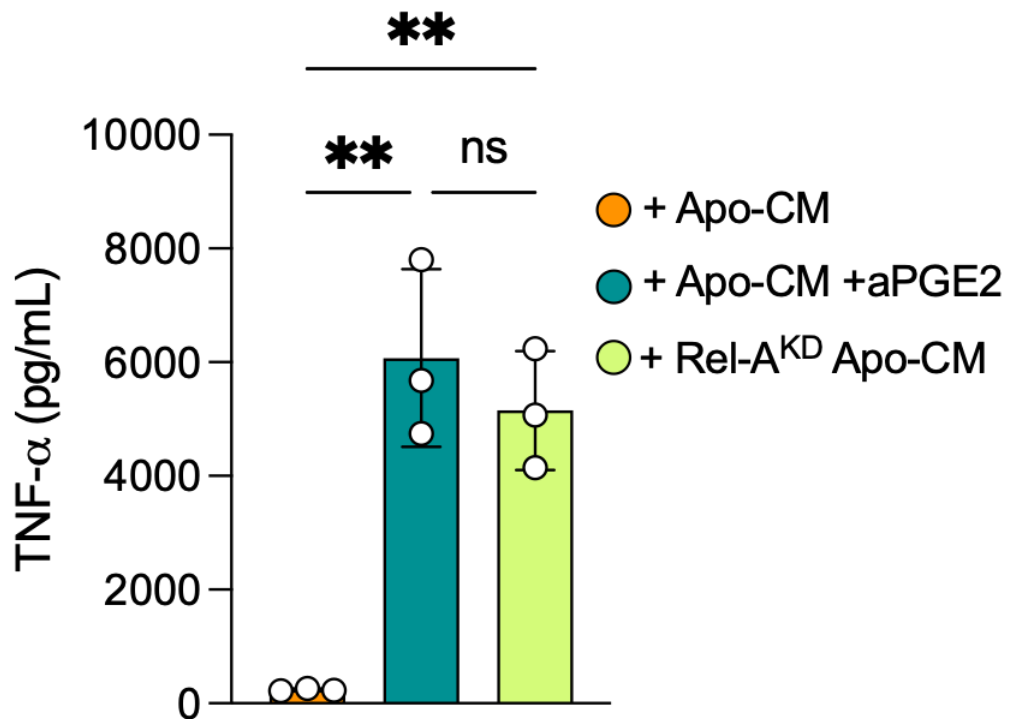 **
** ns
10000
8000
6000
4000
2000
0
TNF-α (pg/mL)
+ Apo-CM
+ Apo-CM +aPGE2
+ Rel-A^KD Apo-CM